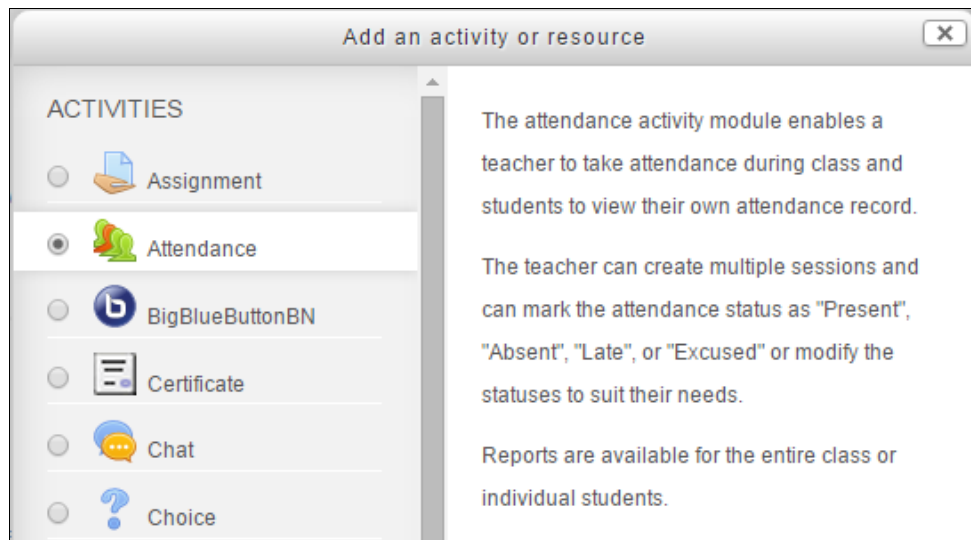 Add an activity or resource
ACTIVITIES
Assignment
Attendance
BigBlueButtonBN
Certificate
Chat
Choice
The attendance activity module enables a
teacher to take attendance during class and
students to view their own attendance record.
The teacher can create multiple sessions and
can mark the attendance status as "Present",
"Absent", "Late", or "Excused" or modify the
statuses to suit their needs.
Reports are available for the entire class or
individual students.